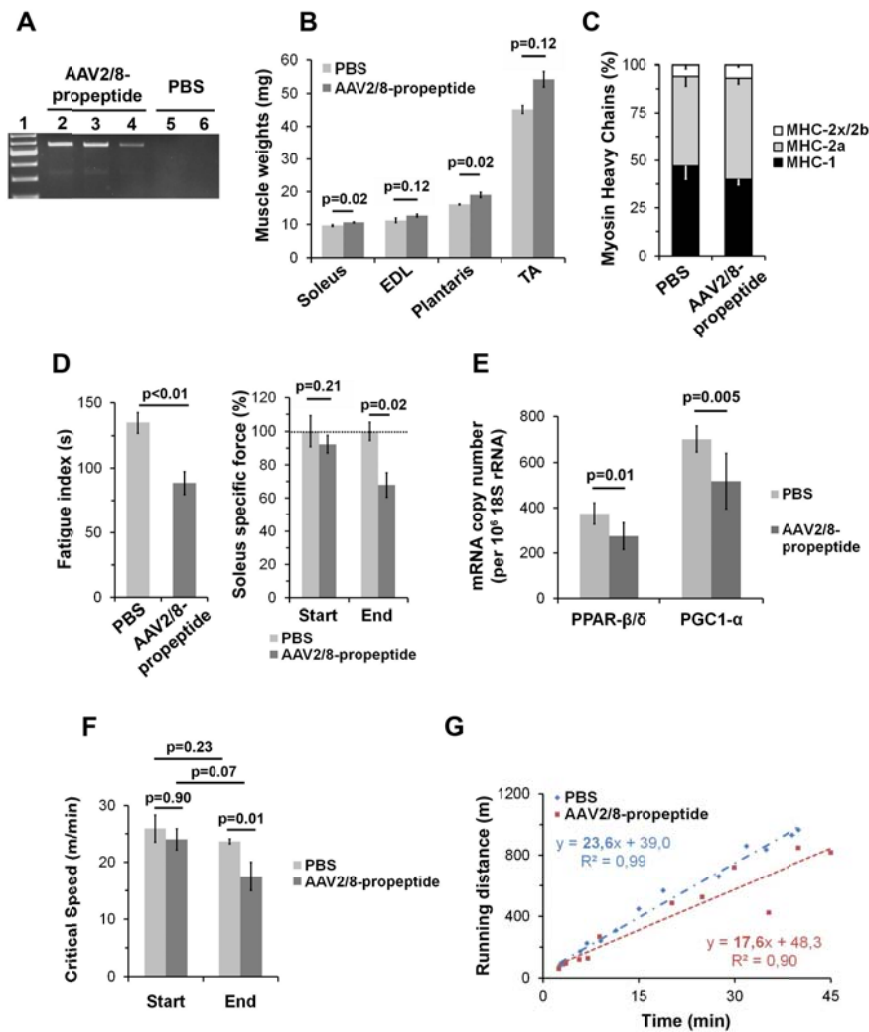 A
AAV2/8-
propeptide
PBS
1 2 3 4 5 6
B
Muscle weights (mg)
60
50
40
30
20
10
0
PBS
AAV2/8-propeptide
p=0.02
p=0.12
p=0.02
p=0.12
Soleus
EDL
Plantaris
TA
C
Myosin Heavy Chains (%)
100
75
50
25
0
MHC-2x/2b
MHC-2a
MHC-1
PBS
AAV2/8-
propeptide
D
Fatigue index (s)
150
100
50
0
p<0.01
PBS
AAV2/8-
propeptide
Soleus specific force (%)
120
100
80
60
40
20
0
p=0.21
p=0.02
Start
End
PBS
AAV2/8-propeptide
E
mRNA copy number
(per 10⁶ 18S rRNA)
800
600
400
200
0
p=0.01
p=0.005
PPAR-β/δ
PGC1-α
PBS
AAV2/8-
propeptide
F
Critical Speed (m/min)
30
20
10
0
p=0.23
p=0.07
p=0.90
p=0.01
Start
End
PBS
AAV2/8-propeptide
G
Running distance (m)
1200
800
400
0
PBS
AAV2/8-propeptide
y = 23,6x + 39,0
R² = 0,99
y = 17,6x + 48,3
R² = 0,90
0
15
30
45
Time (min)